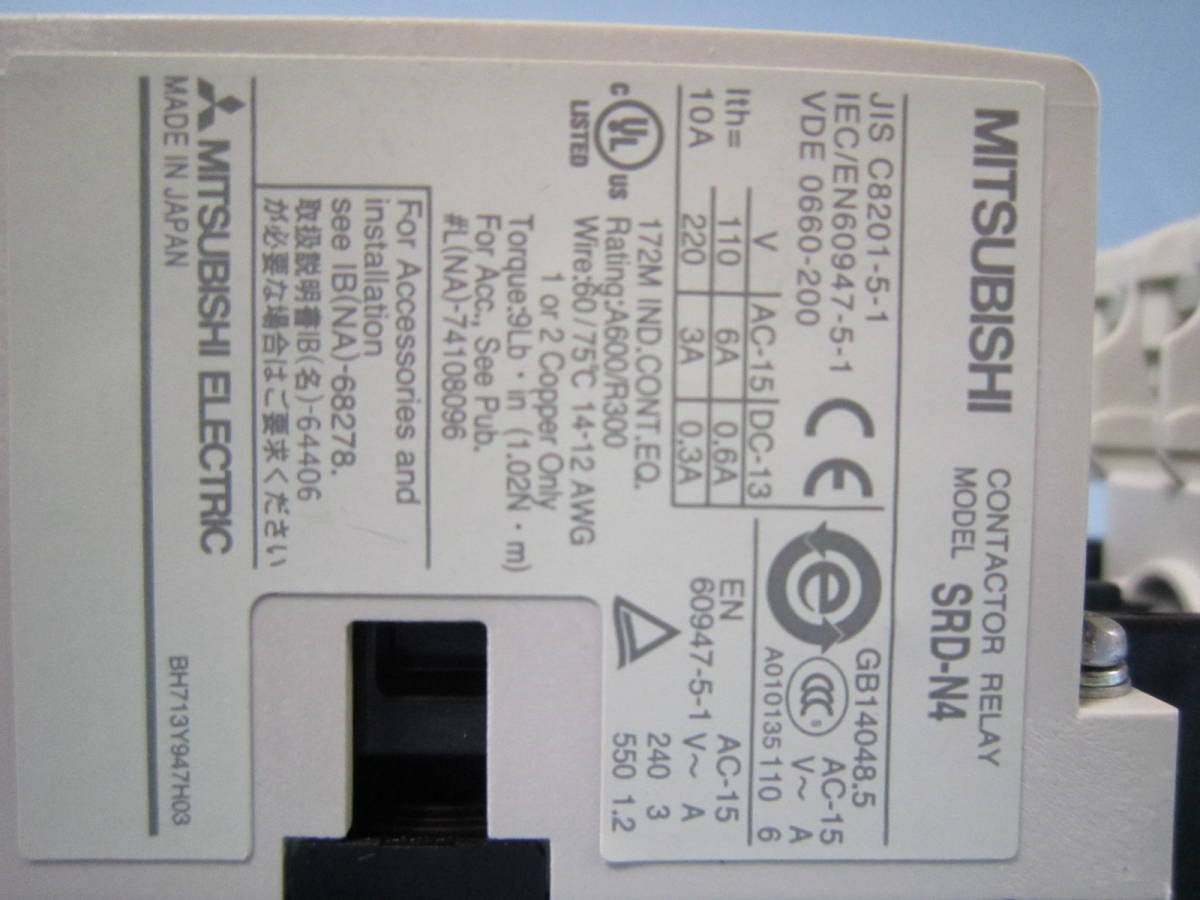 MITSUBISHI
CONTACTOR RELAY
MODEL SRD-N4
JIS C8201-5-1
IEC/EN60947-5-1
VDE 0660-200
CE
GB14048.5
e
CCC S
A010135
AC-15
V~ A
110 6
V AC-15 DC-13
Ith= 110 6A 0.6A
10A 220 3A 0.3A
C UL US
LISTED
172M IND.CONT.EQ.
Rating:A600/R300
Wire:60/75℃ 14-12 AWG
1 or 2 Copper Only
Torque:9Lb・in (1.02N・m)
For Acc., See Pub.
#L(NA)-74108096
EN
60947-5-1
AC-15
V~ A
240 3
550 1.2
For Accessories and
installation
see IB(NA)-68278.
取扱説明書IB(名)-64406
が必要な場合はご要求ください
MITSUBISHI ELECTRIC
MADE IN JAPAN
BH713Y947H03